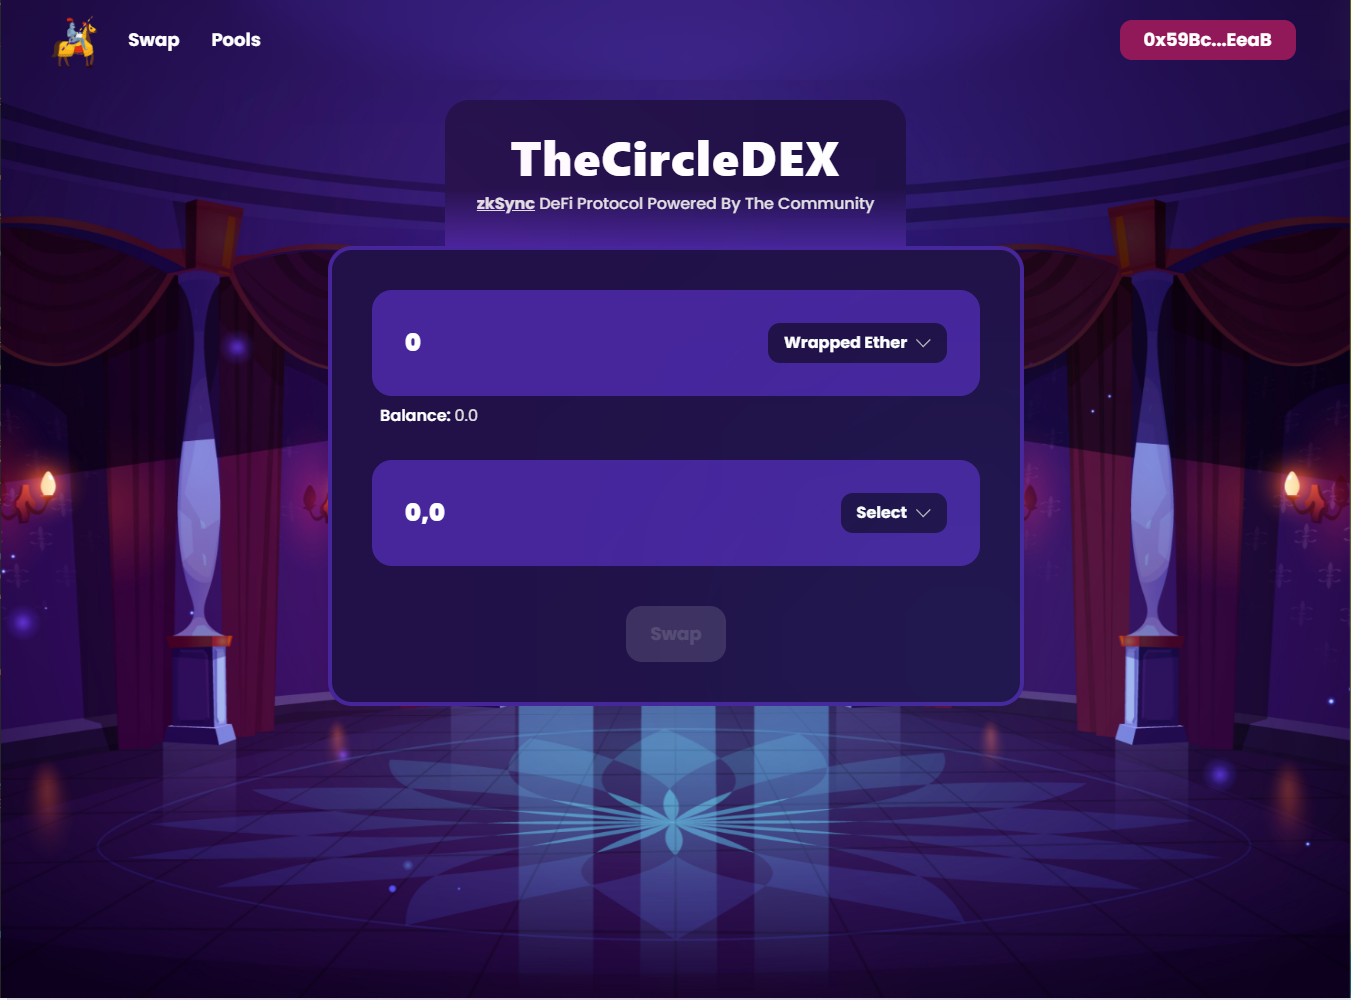 Swap Pools 0x59Bc...EeaB
TheCircleDEX
zkSync DeFi Protocol Powered By The Community
0 Wrapped Ether
Balance: 0.0
0,0 Select
Swap